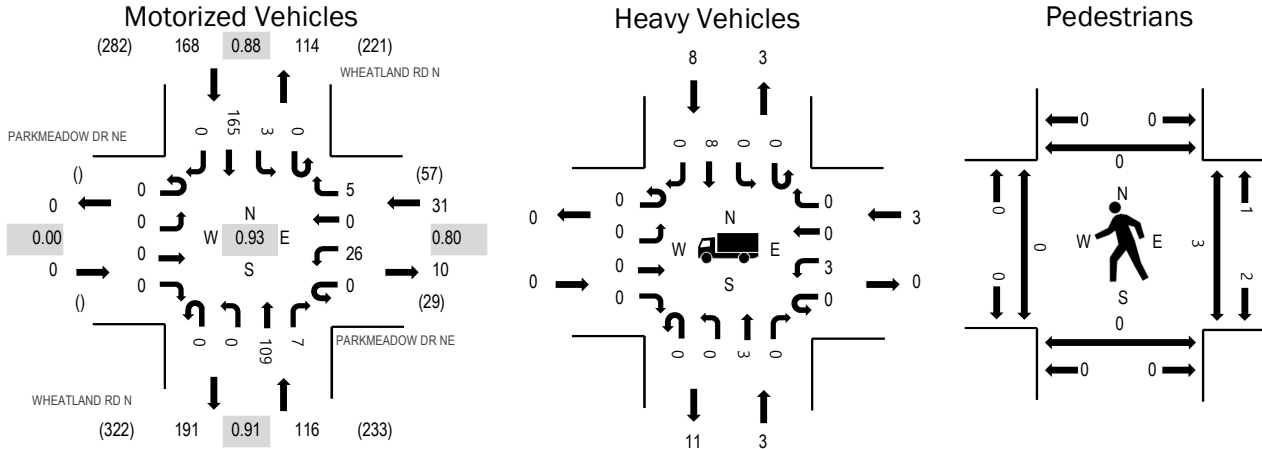 Motorized Vehicles
(282) 168 0.88 114 (221)
WHEATLAND RD N
PARKMEADOW DR NE
0 165 3 0
() 0 5 (57)
0 0 0 31
0.00 W N 0.93 E S 0.80
0 0 26 10
() 0 0 (29)
0 0 109 7
PARKMEADOW DR NE
WHEATLAND RD N
(322) 191 0.91 116 (233)
Heavy Vehicles
8 3
0 8 0 0
0 0
0 0 0 3
N
W E
0 0 3 0
S
0 0
0 0 3 0
11 3
Pedestrians
0 0
0
0 N 1
0 W E 3
0 S 2
0
0 0